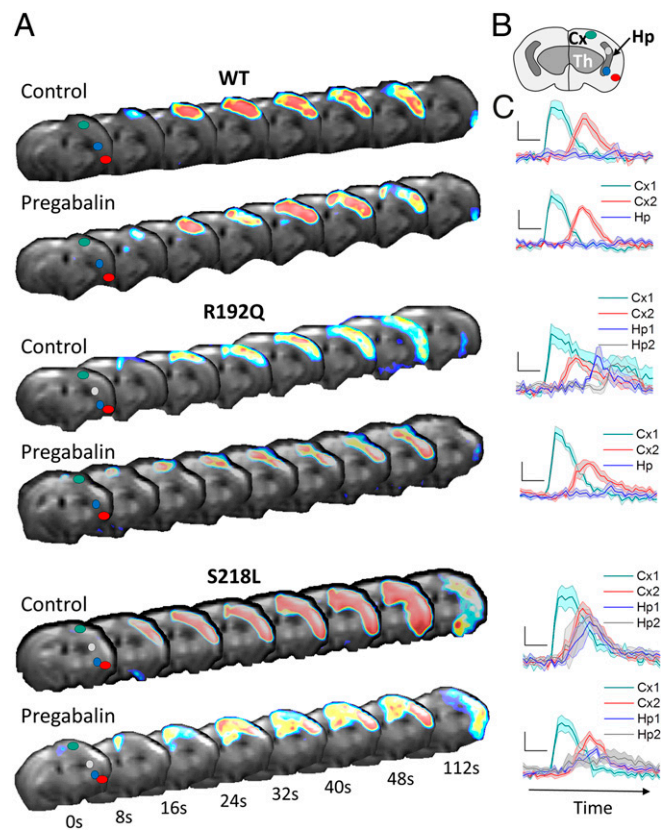 A
B
Cx
Hp
Th
WT
Control
Pregabalin
C
Cx1
Cx2
Hp
R192Q
Control
Pregabalin
Cx1
Cx2
Hp1
Hp2
Cx1
Cx2
Hp
S218L
Control
Pregabalin
0s
8s
16s
24s
32s
40s
48s
112s
Cx1
Cx2
Hp1
Hp2
Cx1
Cx2
Hp1
Hp2
Time